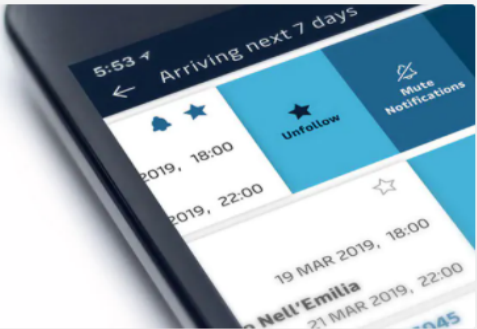 5:53
Arriving next 7 days
Unfollow
Mute
Notifications
2019, 18:00
2019, 22:00
19 MAR 2019, 18:00
Nell'Emilia
21 MAR 2019, 22:00